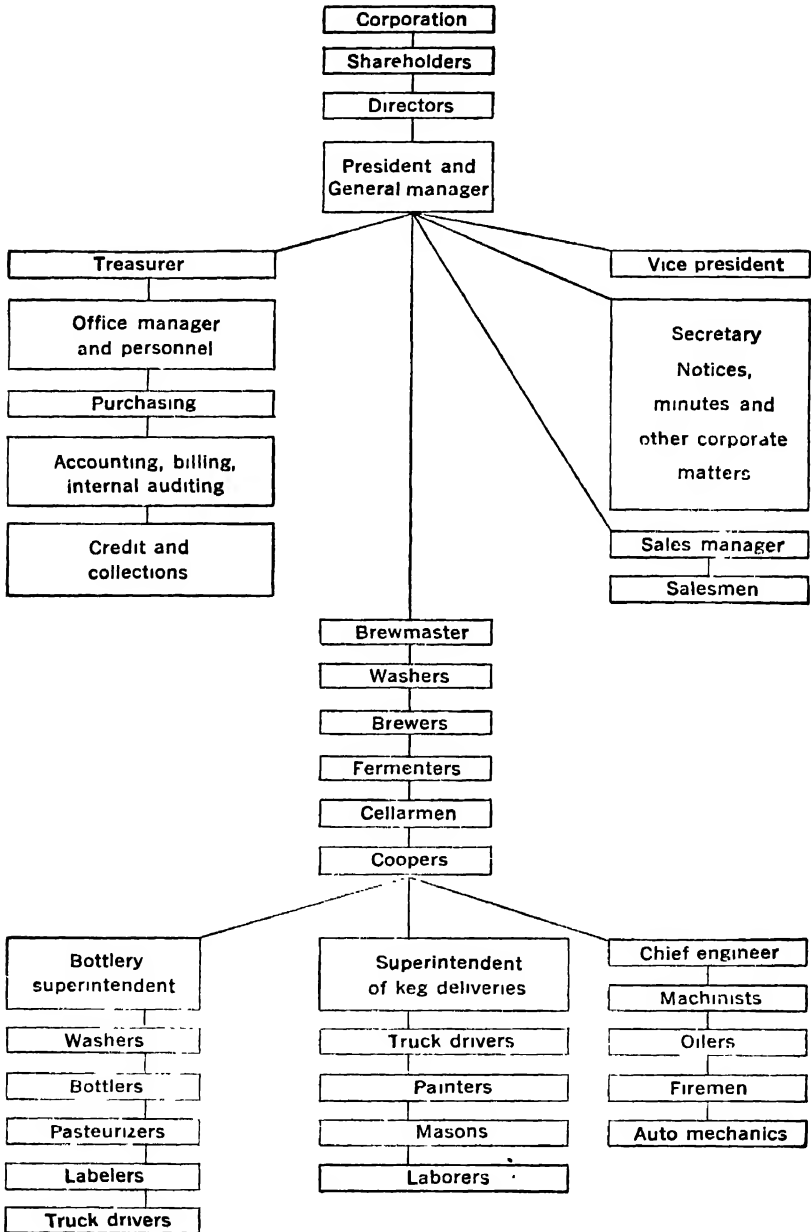 Corporation
Shareholders
Directors
President and
General manager
Treasurer
Office manager
and personnel
Purchasing
Accounting, billing,
internal auditing
Credit and
collections
Vice president
Secretary
Notices,
minutes and
other corporate
matters
Sales manager
Salesmen
Brewmaster
Washers
Brewers
Fermenters
Cellarmen
Coopers
Bottlery
superintendent
Washers
Bottlers
Pasteurizers
Labelers
Truck drivers
Superintendent
of keg deliveries
Truck drivers
Painters
Masons
Laborers
Chief engineer
Machinists
Oilers
Firemen
Auto mechanics